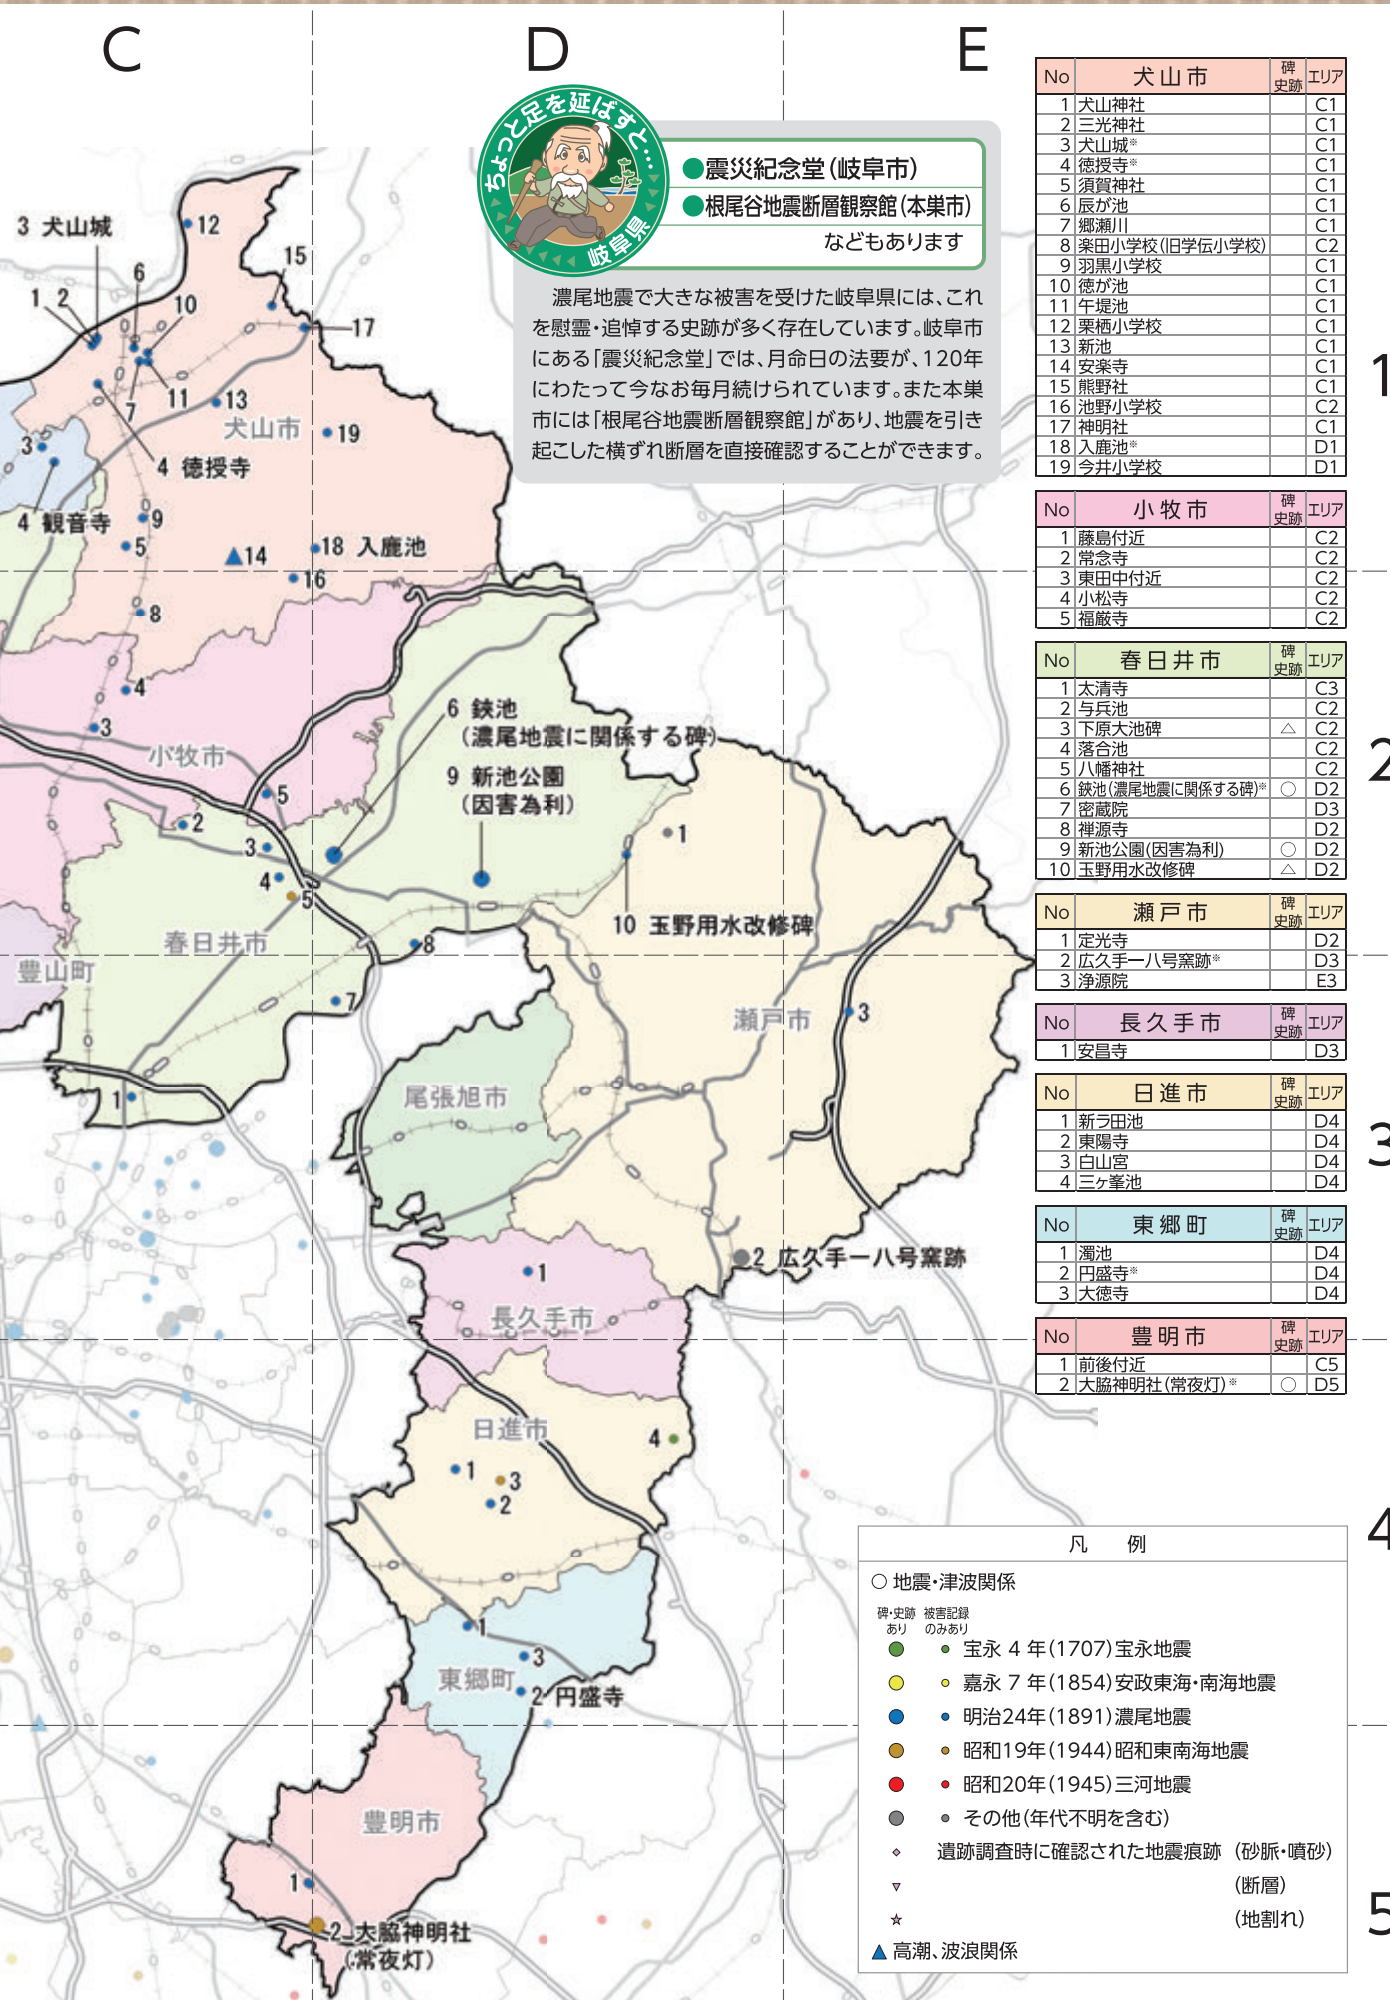 C
D
E
1
2
3
4
5
ちょっと足を延ばすと…
岐阜県
●震災紀念堂(岐阜市)
●根尾谷地震断層観察館(本巣市)
などもあります
濃尾地震で大きな被害を受けた岐阜県には、これ
を慰霊・追悼する史跡が多く存在しています。岐阜市
にある「震災紀念堂」では、月命日の法要が、120年
にわたって今なお毎月続けられています。また本巣
市には「根尾谷地震断層観察館」があり、地震を引き
起こした横ずれ断層を直接確認することができます。
3 犬山城
12
15
6
1 2
10
17
11
7
13
犬山市
19
3
4 徳授寺
4 観音寺
9
5
14
18 入鹿池
16
8
4
3
小牧市
6 鋏池
(濃尾地震に関係する碑)
9 新池公園
(因害為利)
5
2
3
4
5
1
10 玉野用水改修碑
春日井市
8
豊山町
7
瀬戸市
3
尾張旭市
1
2 広久手一八号窯跡
1
長久手市
日進市
4
1
3
2
1
3
東郷町
2 円盛寺
豊明市
1
2 大脇神明社
(常夜灯)
No 犬山市 碑史跡 エリア
1 犬山神社 C1
2 三光神社 C1
3 犬山城※ C1
4 徳授寺※ C1
5 須賀神社 C1
6 辰が池 C1
7 郷瀬川 C1
8 楽田小学校(旧学伝小学校) C2
9 羽黒小学校 C1
10 徳が池 C1
11 午堤池 C1
12 栗栖小学校 C1
13 新池 C1
14 安楽寺 C1
15 熊野社 C1
16 池野小学校 C2
17 神明社 C1
18 入鹿池※ D1
19 今井小学校 D1
No 小牧市 碑史跡 エリア
1 藤島付近 C2
2 常念寺 C2
3 東田中付近 C2
4 小松寺 C2
5 福厳寺 C2
No 春日井市 碑史跡 エリア
1 太清寺 C3
2 与兵池 C2
3 下原大池碑 △ C2
4 落合池 C2
5 八幡神社 C2
6 鋏池(濃尾地震に関係する碑)※ ○ D2
7 密蔵院 D3
8 禅源寺 D2
9 新池公園(因害為利) ○ D2
10 玉野用水改修碑 △ D2
No 瀬戸市 碑史跡 エリア
1 定光寺 D2
2 広久手一八号窯跡※ D3
3 浄源院 E3
No 長久手市 碑史跡 エリア
1 安昌寺 D3
No 日進市 碑史跡 エリア
1 新ラ田池 D4
2 東陽寺 D4
3 白山宮 D4
4 三ヶ峯池 D4
No 東郷町 碑史跡 エリア
1 濁池 D4
2 円盛寺※ D4
3 大徳寺 D4
No 豊明市 碑史跡 エリア
1 前後付近 C5
2 大脇神明社(常夜灯)※ ○ D5
凡 例
○ 地震・津波関係
碑・史跡あり 被害記録のみあり
宝永 4 年(1707)宝永地震
嘉永 7 年(1854)安政東海・南海地震
明治24年(1891)濃尾地震
昭和19年(1944)昭和東南海地震
昭和20年(1945)三河地震
その他(年代不明を含む)
遺跡調査時に確認された地震痕跡 (砂脈・噴砂)
(断層)
(地割れ)
▲ 高潮、波浪関係